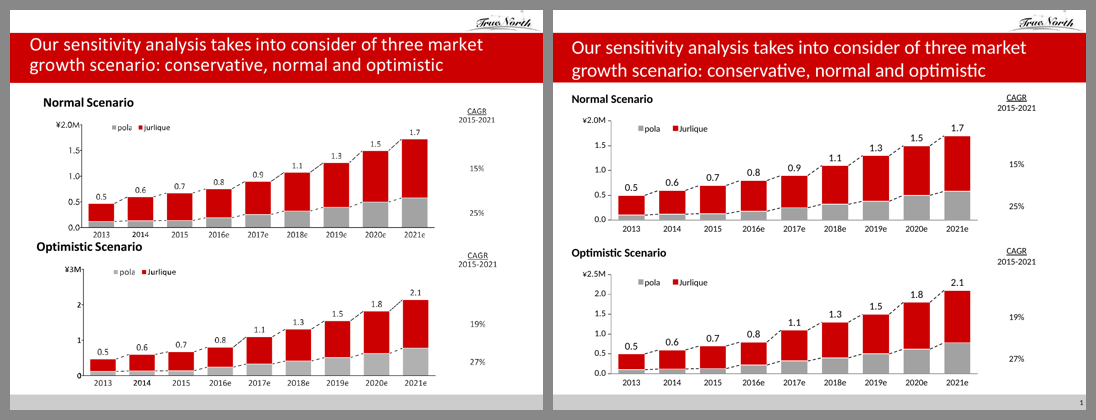 True North
Our sensitivity analysis takes into consider of three market
growth scenario: conservative, normal and optimistic
Normal Scenario
CAGR
2015-2021
¥2.0M
pola Jurlique
1.7
1.5
1.5
1.3
1.1
15%
1.0
0.9
0.8
0.7
0.6
0.5
0.5
25%
0.0
2013 2014 2015 2016e 2017e 2018e 2019e 2020e 2021e
Optimistic Scenario
CAGR
2015-2021
¥3M
pola Jurlique
2.1
2
1.8
1.5
1.3
19%
1.1
1
0.8
0.7
0.6
0.5
27%
0
2013 2014 2015 2016e 2017e 2018e 2019e 2020e 2021e
True North
Our sensitivity analysis takes into consider of three market
growth scenario: conservative, normal and optimistic
Normal Scenario
CAGR
2015-2021
¥2.0M
pola Jurlique
1.7
1.5
1.5
1.3
1.1
15%
1.0
0.9
0.8
0.7
0.6
0.5
0.5
25%
0.0
2013 2014 2015 2016e 2017e 2018e 2019e 2020e 2021e
Optimistic Scenario
CAGR
2015-2021
¥2.5M
pola Jurlique
2.1
2.0
1.8
1.5
1.5
1.3
19%
1.1
1.0
0.8
0.7
0.6
0.5
0.5
27%
0.0
2013 2014 2015 2016e 2017e 2018e 2019e 2020e 2021e
1